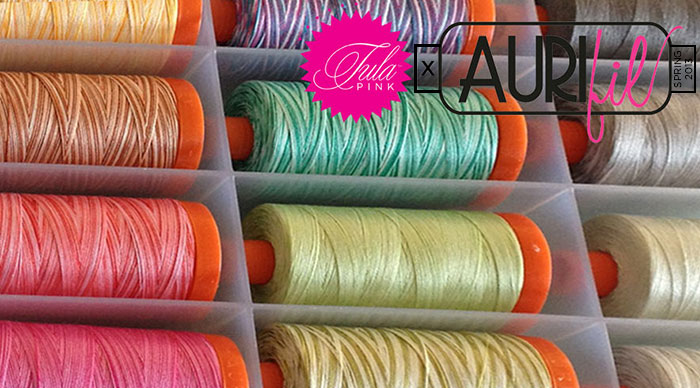 Tula
PINK
X
AURIfil
SPRING
2013